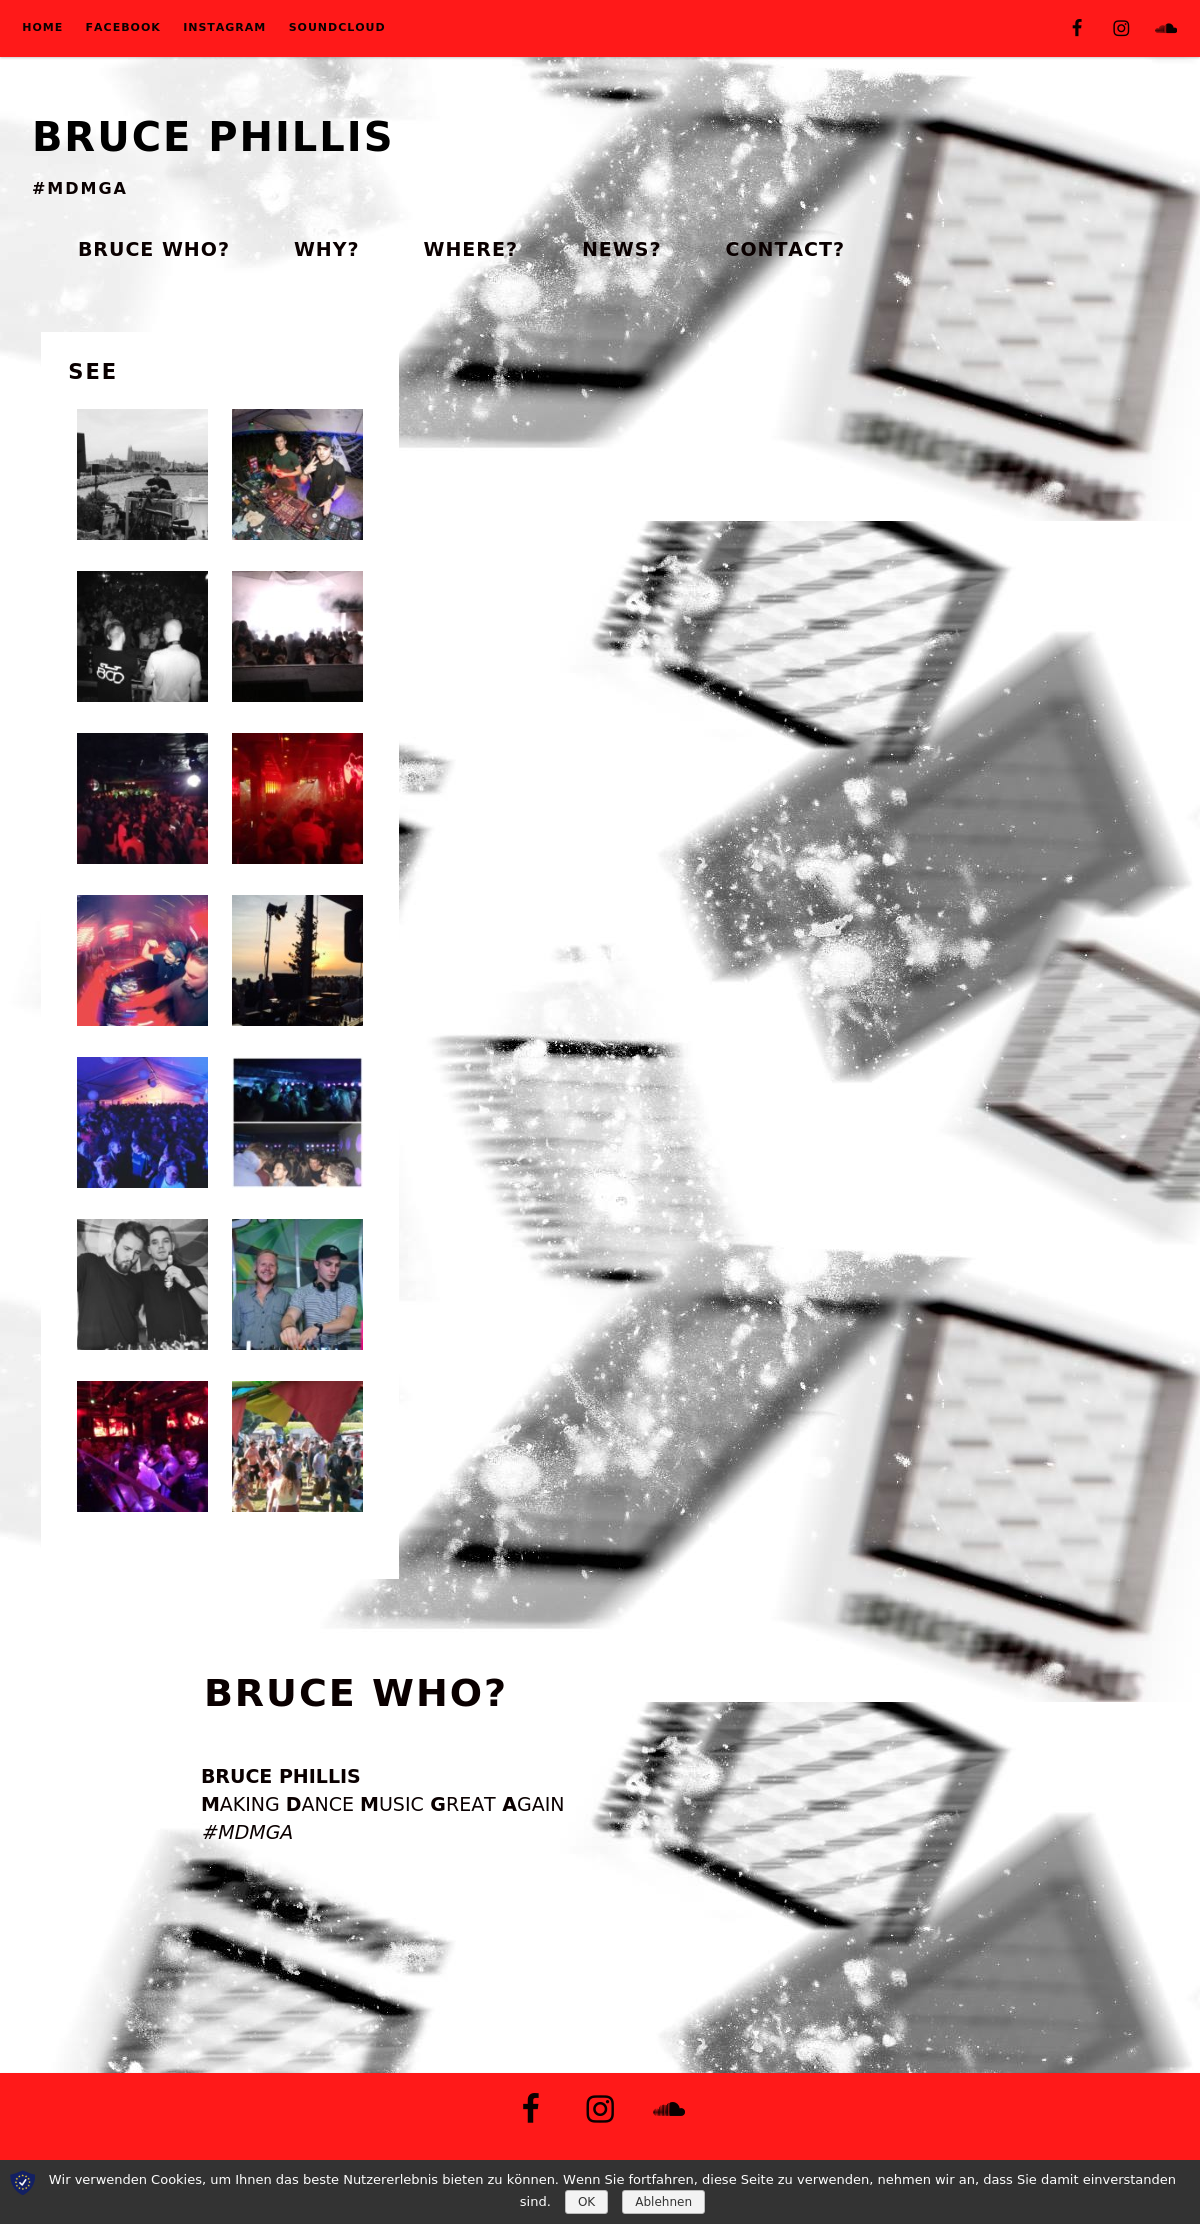 HOME FACEBOOK INSTAGRAM SOUNDCLOUD
BRUCE PHILLIS
#MDMGA
BRUCE WHO? WHY? WHERE? NEWS? CONTACT?
SEE
BRUCE WHO?
BRUCE PHILLIS
MAKING DANCE MUSIC GREAT AGAIN
#MDMGA
Wir verwenden Cookies, um Ihnen das beste Nutzererlebnis bieten zu können. Wenn Sie fortfahren, diese Seite zu verwenden, nehmen wir an, dass Sie damit einverstanden
sind. OK Ablehnen